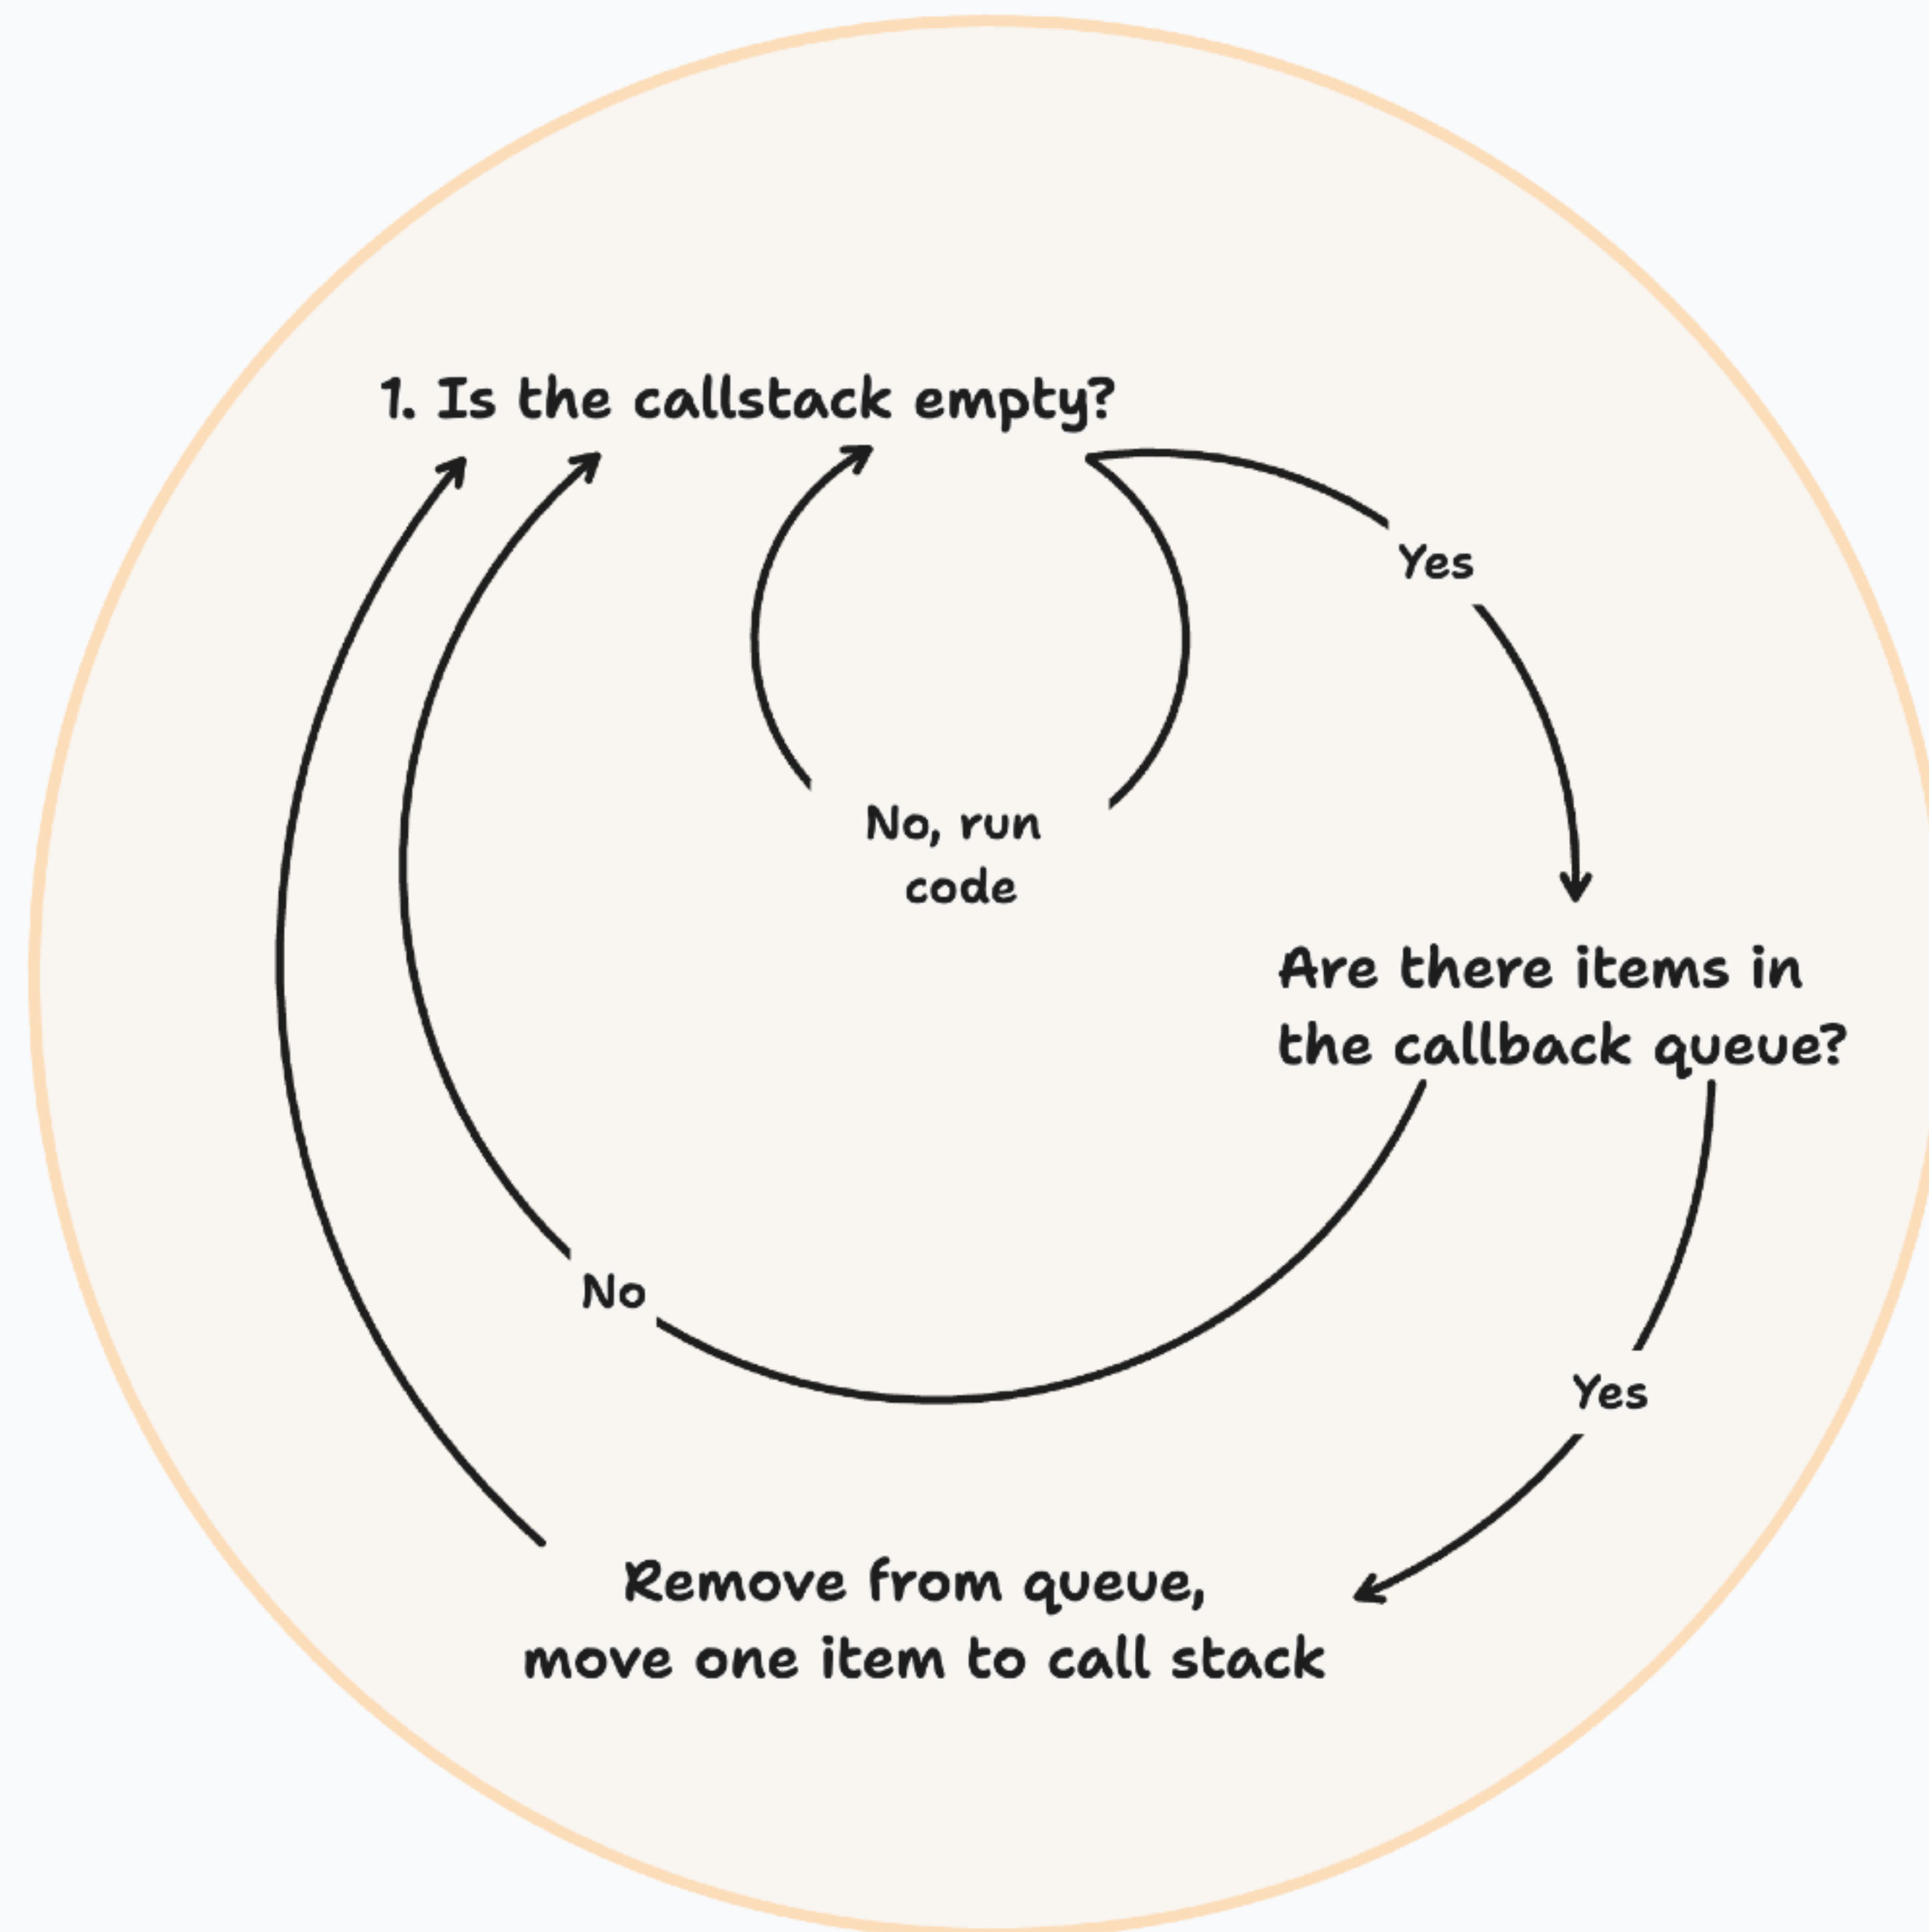 1. Is the callstack empty?
Yes
No, run
code
Are there items in
the callback queue?
No
Yes
Remove from queue,
move one item to call stack